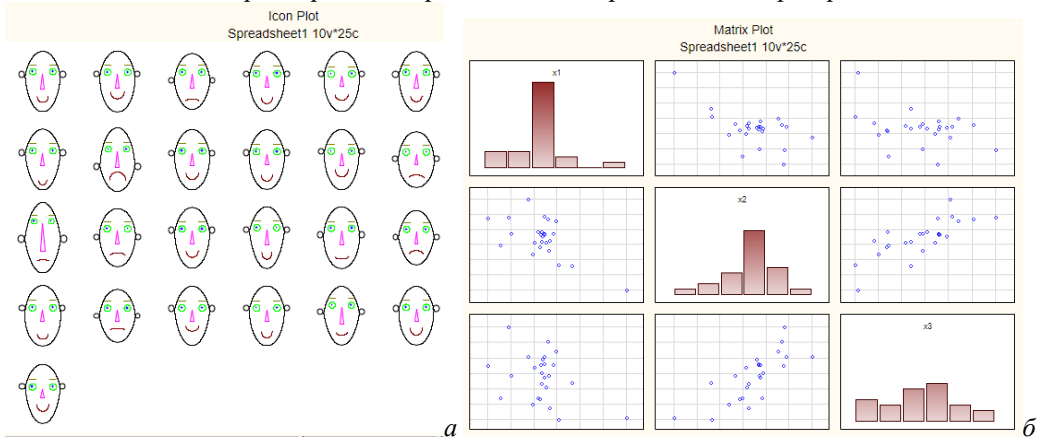 Icon Plot
Spreadsheet1 10v*25c
Matrix Plot
Spreadsheet1 10v*25c
x1
x2
x3
а
б